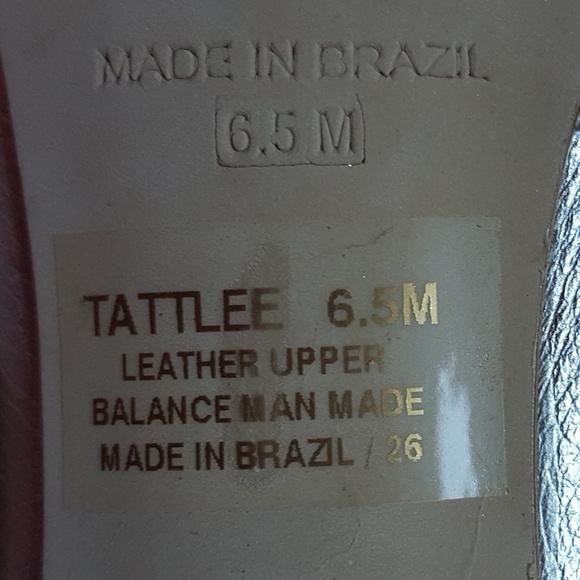 MADE IN BRAZIL
6.5 M
TATTLEE 6.5M
LEATHER UPPER
BALANCE MAN MADE
MADE IN BRAZIL / 26